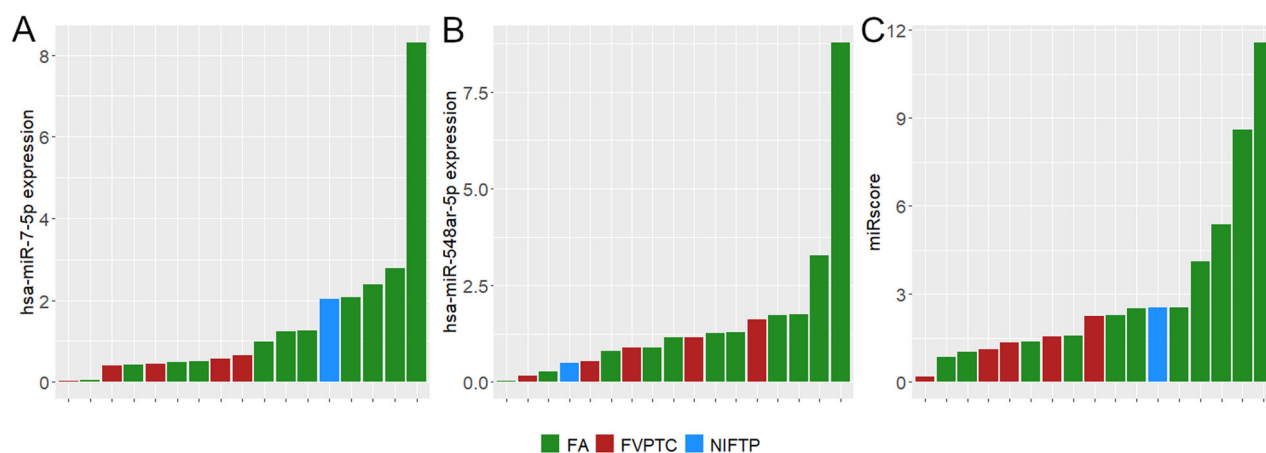 A
hsa-miR-7-5p expression
8
6
4
2
0
B
hsa-miR-548ar-5p expression
7.5
5.0
2.5
0.0
C
miRscore
12
9
6
3
0
FA FVPTC NIFTP